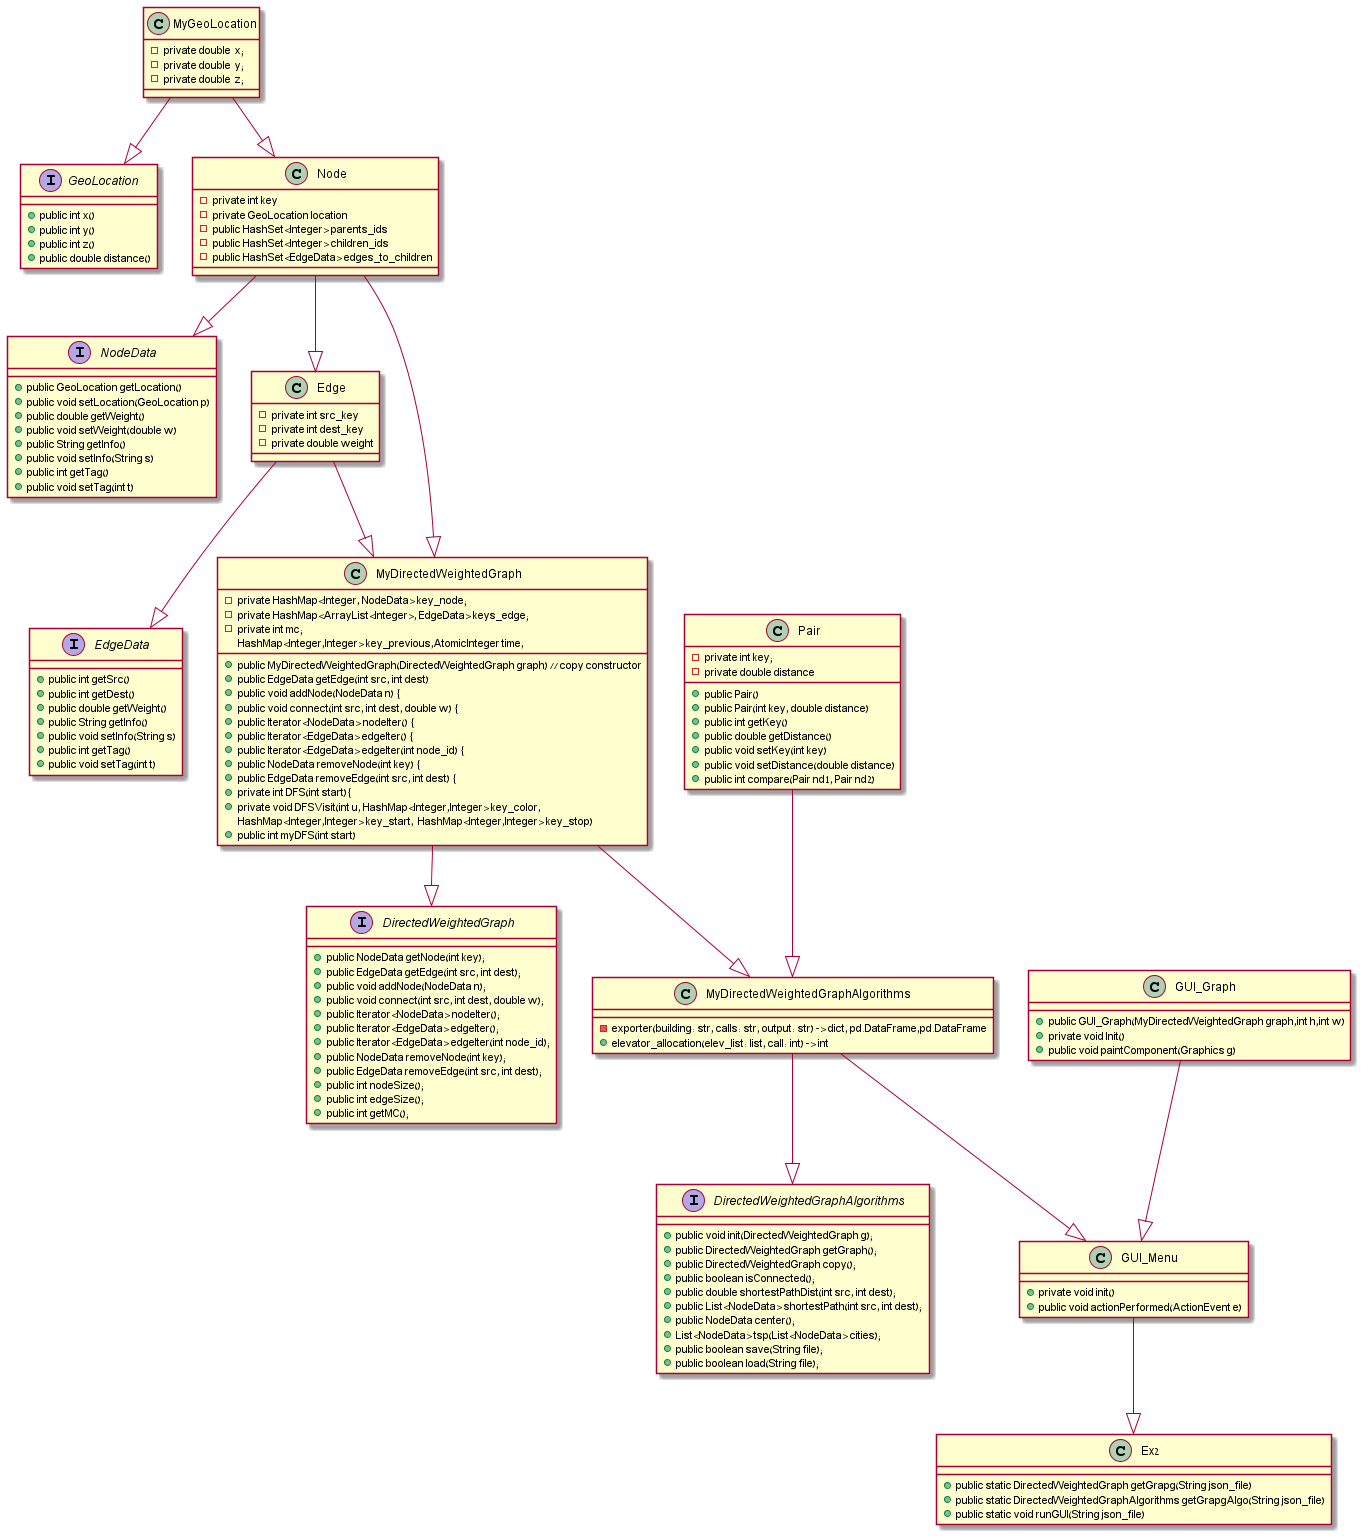 C MyGeoLocation
private double x;
private double y;
private double z;
I GeoLocation
public int x()
public int y()
public int z()
public double distance()
C Node
private int key
private GeoLocation location
public HashSet<Integer>parents_ids
public HashSet<Integer>children_ids
public HashSet<EdgeData>edges_to_children
I NodeData
public GeoLocation getLocation()
public void setLocation(GeoLocation p)
public double getWeight()
public void setWeight(double w)
public String getInfo()
public void setInfo(String s)
public int getTag()
public void setTag(int t)
C Edge
private int src_key
private int dest_key
private double weight
C MyDirectedWeightedGraph
private HashMap<Integer, NodeData>key_node;
private HashMap<ArrayList<Integer>, EdgeData>keys_edge;
private int mc;
HashMap<Integer,Integer>key_previous,AtomicInteger time,
public MyDirectedWeightedGraph(DirectedWeightedGraph graph) // copy constructor
public EdgeData getEdge(int src, int dest)
public void addNode(NodeData n) {
public void connect(int src, int dest, double w) {
public Iterator<NodeData>nodeIter() {
public Iterator<EdgeData>edgeIter() {
public Iterator<EdgeData>edgeIter(int node_id) {
public NodeData removeNode(int key) {
public EdgeData removeEdge(int src, int dest) {
private int DFS(int start){
private void DFSVisit(int u, HashMap<Integer,Integer>key_color,
HashMap<Integer,Integer>key_start, HashMap<Integer,Integer>key_stop)
public int myDFS(int start)
I EdgeData
public int getSrc()
public int getDest()
public double getWeight()
public String getInfo()
public void setInfo(String s)
public int getTag()
public void setTag(int t)
C Pair
private int key;
private double distance
public Pair()
public Pair(int key, double distance)
public int getKey()
public double getDistance()
public void setKey(int key)
public void setDistance(double distance)
public int compare(Pair nd1, Pair nd2)
I DirectedWeightedGraph
public NodeData getNode(int key);
public EdgeData getEdge(int src, int dest);
public void addNode(NodeData n);
public void connect(int src, int dest, double w);
public Iterator<NodeData>nodeIter();
public Iterator<EdgeData>edgeIter();
public Iterator<EdgeData>edgeIter(int node_id);
public NodeData removeNode(int key);
public EdgeData removeEdge(int src, int dest);
public int nodeSize();
public int edgeSize();
public int getMC();
C MyDirectedWeightedGraphAlgorithms
exporter(building: str, calls: str, output: str)->dict, pd.DataFrame,pd.DataFrame
elevator_allocation(elev_list: list, call: int)->int
C GUI_Graph
public GUI_Graph(MyDirectedWeightedGraph graph,int h,int w)
private void Init()
public void paintComponent(Graphics g)
I DirectedWeightedGraphAlgorithms
public void init(DirectedWeightedGraph g);
public DirectedWeightedGraph getGraph();
public DirectedWeightedGraph copy();
public boolean isConnected();
public double shortestPathDist(int src, int dest);
public List<NodeData>shortestPath(int src, int dest);
public NodeData center();
List<NodeData>tsp(List<NodeData>cities);
public boolean save(String file);
public boolean load(String file);
C GUI_Menu
private void init()
public void actionPerformed(ActionEvent e)
C Ex2
public static DirectedWeightedGraph getGrapg(String json_file)
public static DirectedWeightedGraphAlgorithms getGrapgAlgo(String json_file)
public static void runGUI(String json_file)